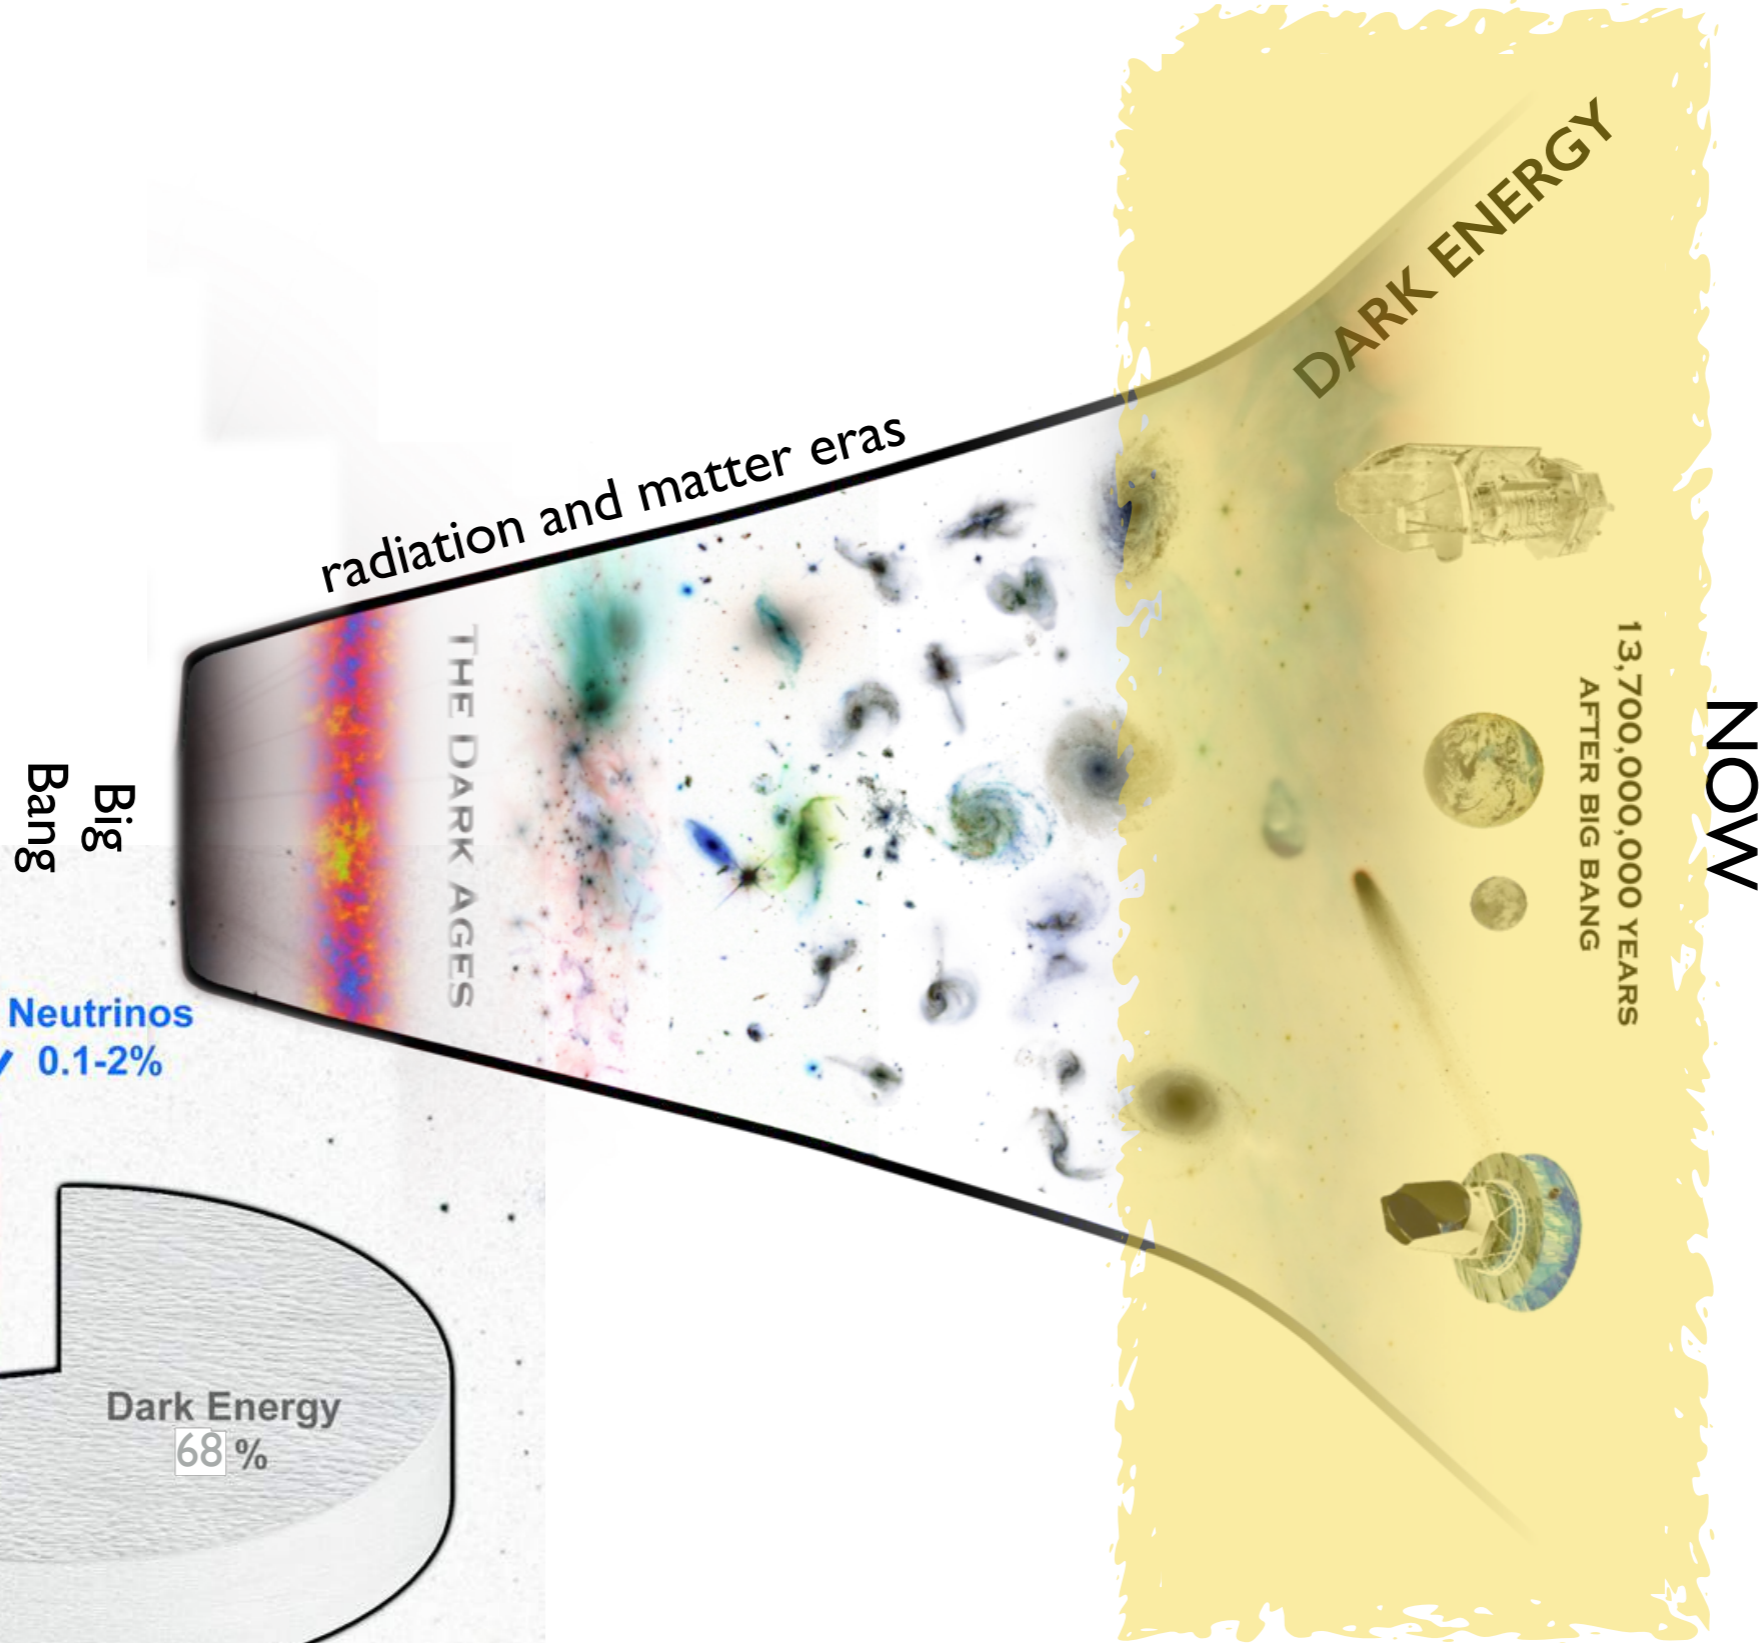 DARK ENERGY
radiation and matter eras
THE DARK AGES
Big
Bang
13,700,000,000 YEARS
AFTER BIG BANG
NOW
Neutrinos
0.1-2%
Dark Energy
68 %